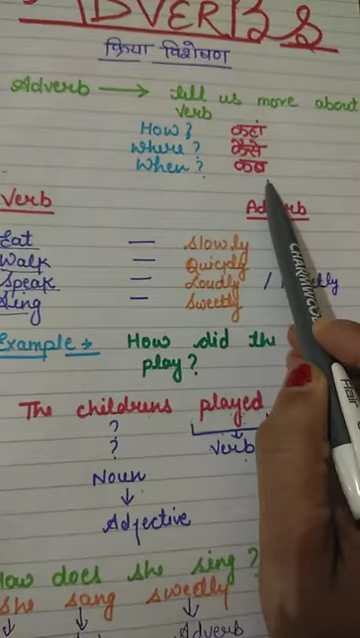 ADVERBS
क्रिया विशेषण
Adverb → tell us more about
verb
How? कहां
Where? कैसे
When? कब
Verb Adverb
Eat — Slowly
Walk — Quickly
Speak — Loudly /
Sing — Sweetly
Example → How did the
play?
The childrens played
?
? Verb
Noun
↓
Adjective
How does she sing?
she sang swedly
Adverb